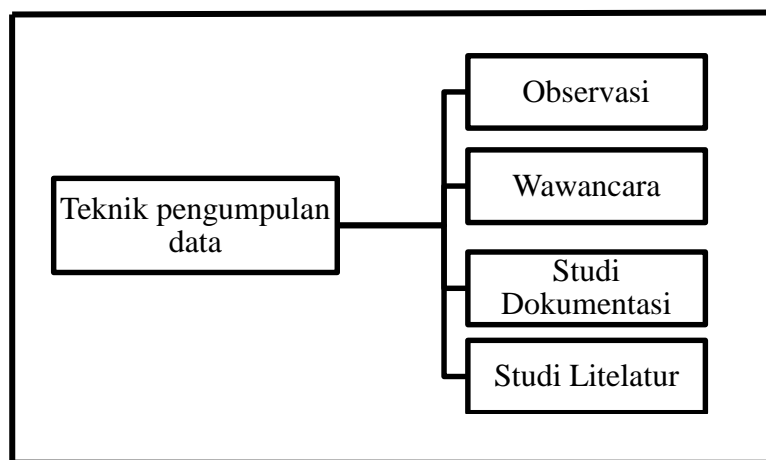 Teknik pengumpulan
data
Observasi
Wawancara
Studi
Dokumentasi
Studi Litelatur